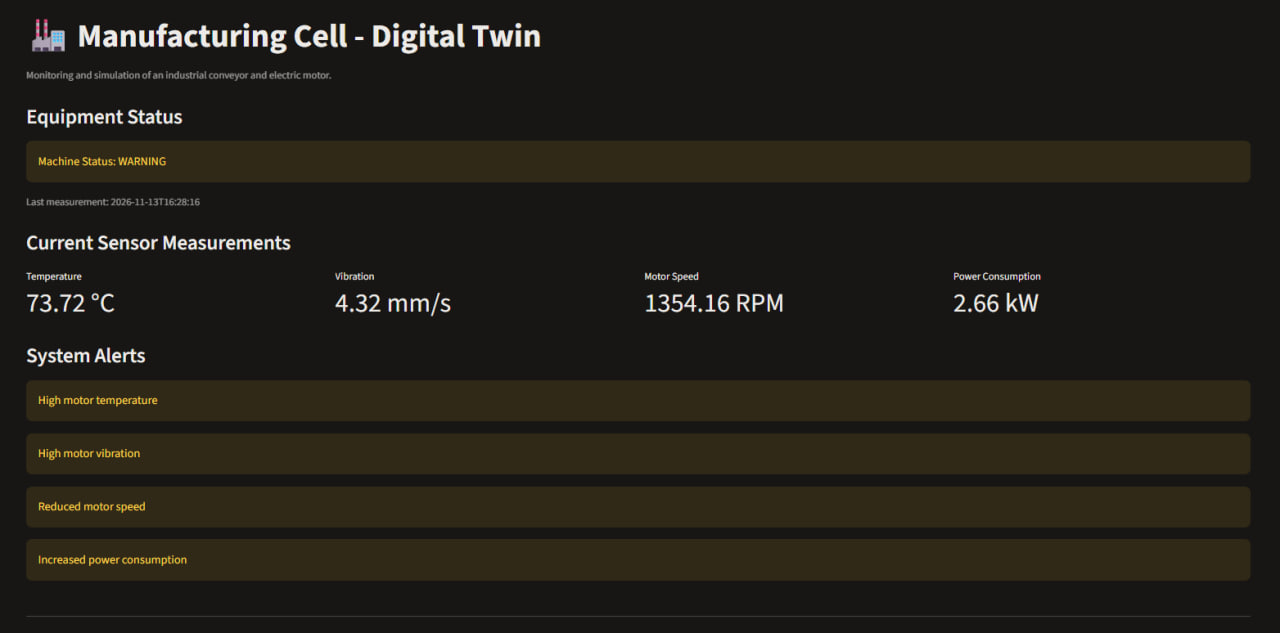 Manufacturing Cell - Digital Twin
Monitoring and simulation of an industrial conveyor and electric motor.
Equipment Status
Machine Status: WARNING
Last measurement: 2026-11-13T16:28:16
Current Sensor Measurements
Temperature
73.72 °C
Vibration
4.32 mm/s
Motor Speed
1354.16 RPM
Power Consumption
2.66 kW
System Alerts
High motor temperature
High motor vibration
Reduced motor speed
Increased power consumption